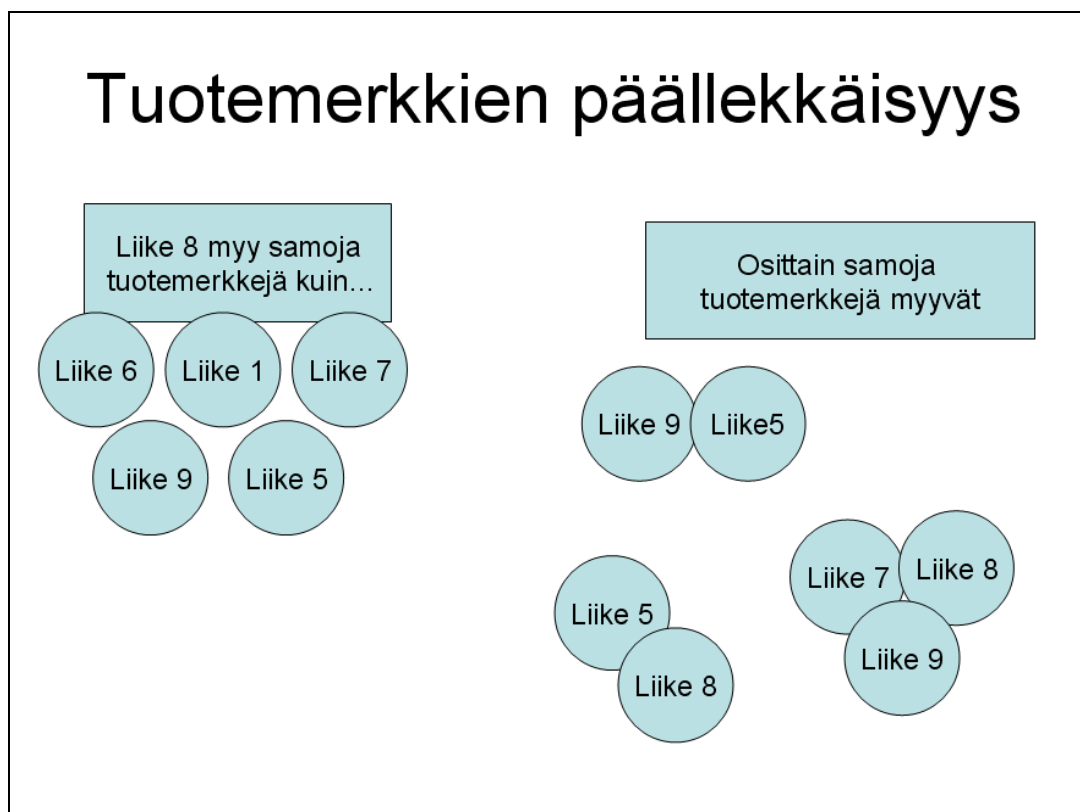 Tuotemerkkien päällekkäisyys
Liike 8 myy samoja
tuotemerkkejä kuin...
Liike 6
Liike 1
Liike 7
Liike 9
Liike 5
Osittain samoja
tuotemerkkejä myyvät
Liike 9
Liike5
Liike 5
Liike 8
Liike 7
Liike 8
Liike 9